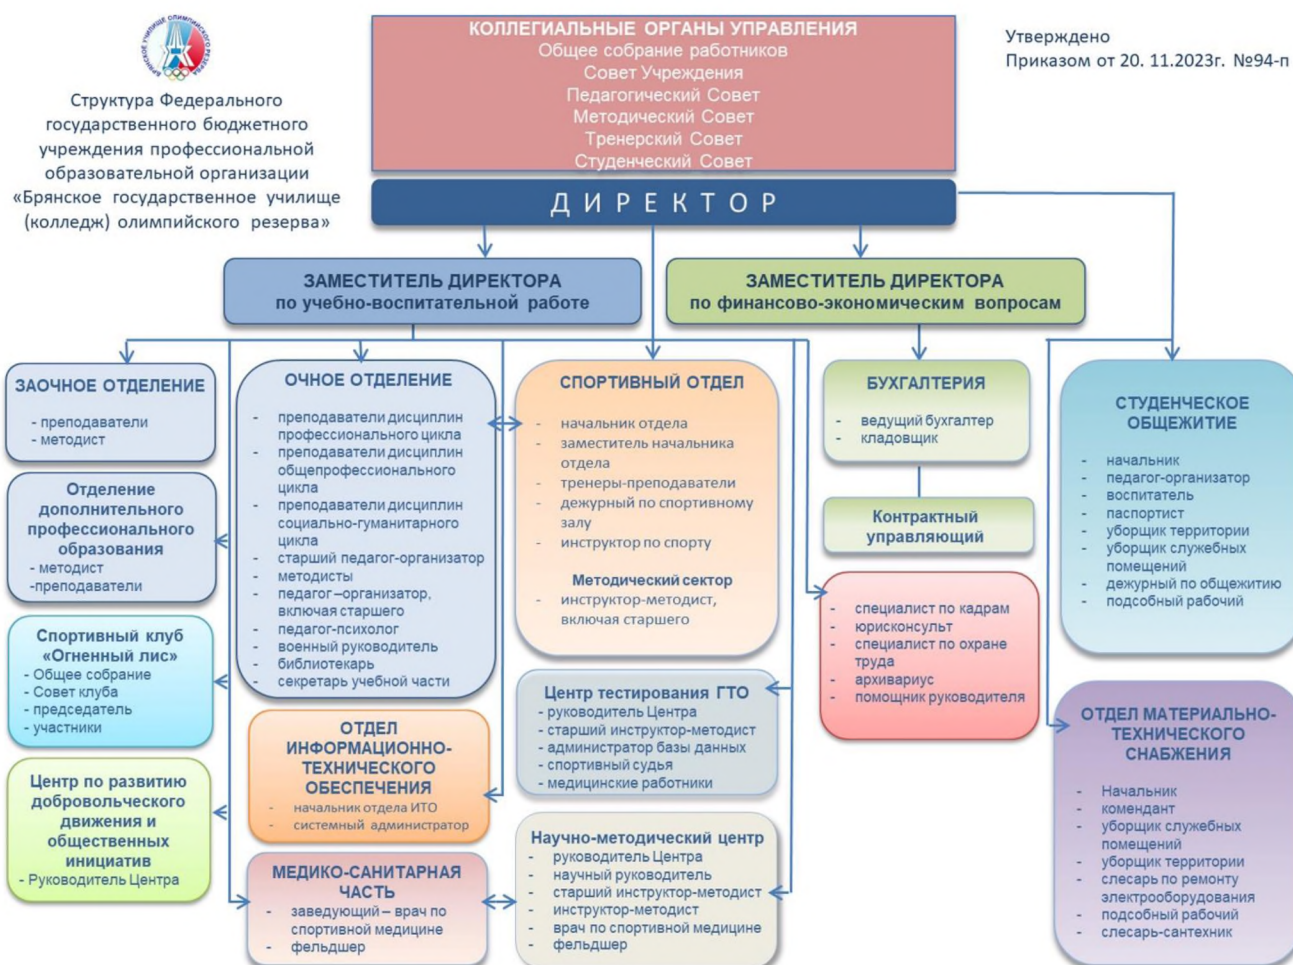 БРЯНСКОЕ УЧИЛИЩЕ ОЛИМПИЙСКОГО РЕЗЕРВА
Структура Федерального
государственного бюджетного
учреждения профессиональной
образовательной организации
«Брянское государственное училище
(колледж) олимпийского резерва»
КОЛЛЕГИАЛЬНЫЕ ОРГАНЫ УПРАВЛЕНИЯ
Общее собрание работников
Совет Учреждения
Педагогический Совет
Методический Совет
Тренерский Совет
Студенческий Совет
Утверждено
Приказом от 20. 11.2023г. №94-п
ДИРЕКТОР
ЗАМЕСТИТЕЛЬ ДИРЕКТОРА
по учебно-воспитательной работе
ЗАМЕСТИТЕЛЬ ДИРЕКТОРА
по финансово-экономическим вопросам
ЗАОЧНОЕ ОТДЕЛЕНИЕ
- преподаватели
- методист
Отделение
дополнительного
профессионального
образования
- методист
-преподаватели
Спортивный клуб
«Огненный лис»
- Общее собрание
- Совет клуба
- председатель
- участники
Центр по развитию
добровольческого
движения и
общественных
инициатив
- Руководитель Центра
ОЧНОЕ ОТДЕЛЕНИЕ
- преподаватели дисциплин
профессионального цикла
- преподаватели дисциплин
общепрофессионального
цикла
- преподаватели дисциплин
социально-гуманитарного
цикла
- старший педагог-организатор
- методисты
- педагог –организатор,
включая старшего
- педагог-психолог
- военный руководитель
- библиотекарь
- секретарь учебной части
ОТДЕЛ
ИНФОРМАЦИОННО-
ТЕХНИЧЕСКОГО
ОБЕСПЕЧЕНИЯ
- начальник отдела ИТО
- системный администратор
МЕДИКО-САНИТАРНАЯ
ЧАСТЬ
- заведующий – врач по
спортивной медицине
- фельдшер
СПОРТИВНЫЙ ОТДЕЛ
- начальник отдела
- заместитель начальника
отдела
- тренеры-преподаватели
- дежурный по спортивному
залу
- инструктор по спорту
Методический сектор
- инструктор-методист,
включая старшего
Центр тестирования ГТО
- руководитель Центра
- старший инструктор-методист
- администратор базы данных
- спортивный судья
- медицинские работники
Научно-методический центр
- руководитель Центра
- научный руководитель
- старший инструктор-методист
- инструктор-методист
- врач по спортивной медицине
- фельдшер
БУХГАЛТЕРИЯ
- ведущий бухгалтер
- кладовщик
Контрактный
управляющий
- специалист по кадрам
- юрисконсульт
- специалист по охране
труда
- архивариус
- помощник руководителя
СТУДЕНЧЕСКОЕ
ОБЩЕЖИТИЕ
- начальник
- педагог-организатор
- воспитатель
- паспортист
- уборщик территории
- уборщик служебных
помещений
- дежурный по общежитию
- подсобный рабочий
ОТДЕЛ МАТЕРИАЛЬНО-
ТЕХНИЧЕСКОГО
СНАБЖЕНИЯ
- Начальник
- комендант
- уборщик служебных
помещений
- уборщик территории
- слесарь по ремонту
электрооборудования
- подсобный рабочий
- слесарь-сантехник